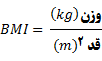 BMI = وزن (kg) / قد ۲ (m)